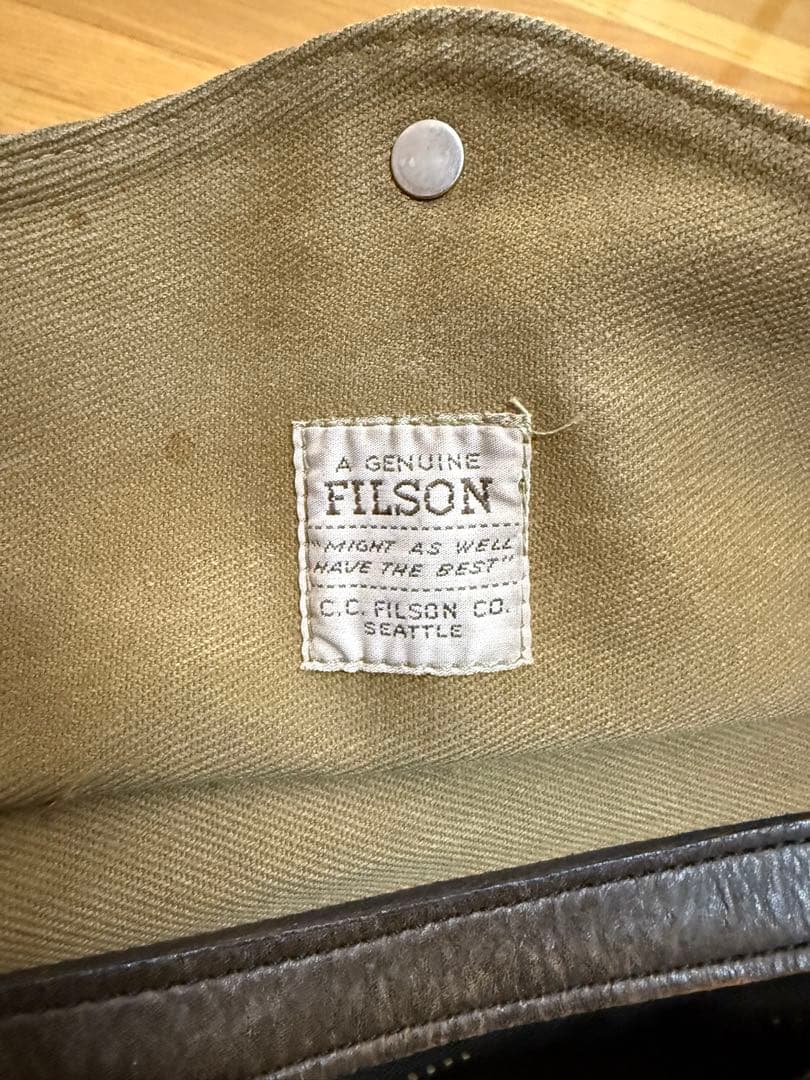 A GENUINE
FILSON
"MIGHT AS WELL
HAVE THE BEST"
C.C. FILSON CO.
SEATTLE